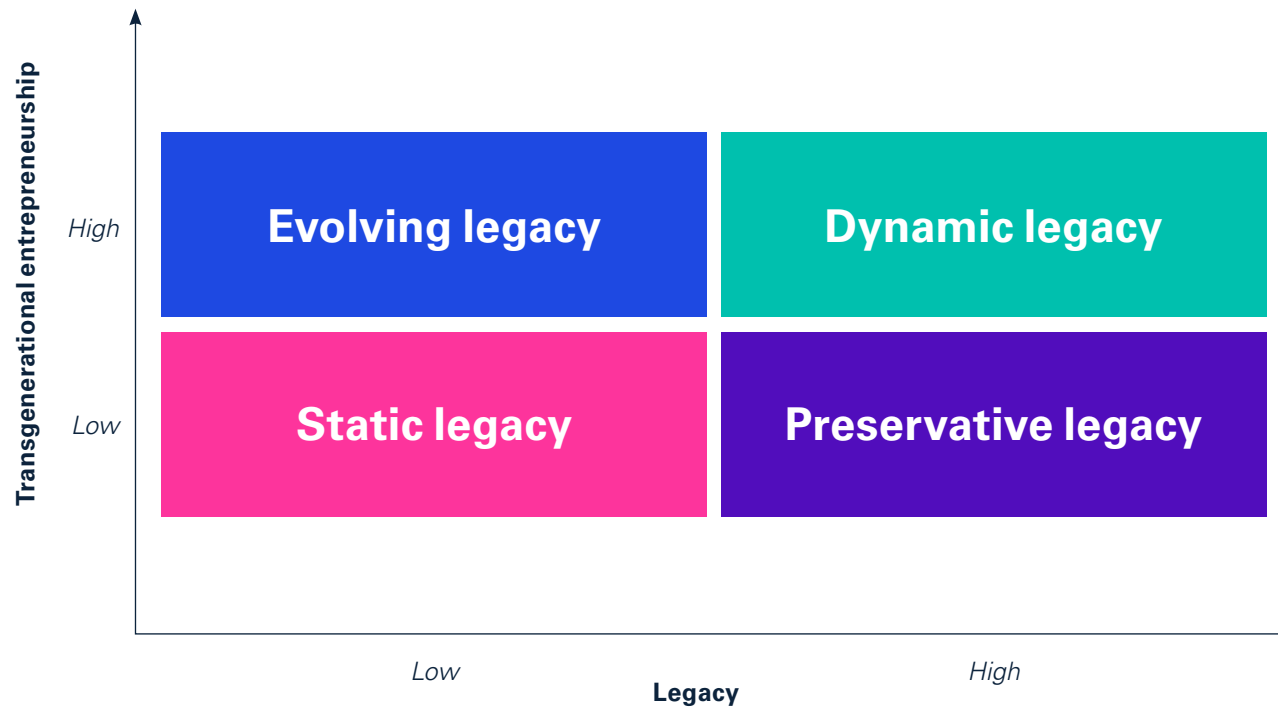 Transgenerational entrepreneurship
High
Evolving legacy
Dynamic legacy
Low
Static legacy
Preservative legacy
Low
High
Legacy